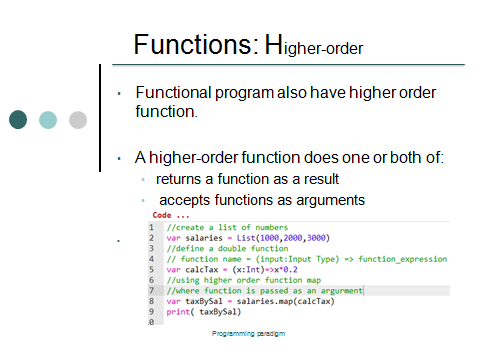 Functions: Higher-order
• Functional program also have higher order
function.
• A higher-order function does one or both of:
• returns a function as a result
• accepts functions as arguments
Code ...
1 //create a list of numbers
2 var salaries = List(1000,2000,3000)
3 //define a double function
4 // function name = (input:Input Type) => function_expression
5 var calcTax = (x:Int)=>x*0.2
6 //using higher order function map
7 //where function is passed as an argurment
8 var taxBySal = salaries.map(calcTax)
9 print( taxBySal)
0
Programming paradigm